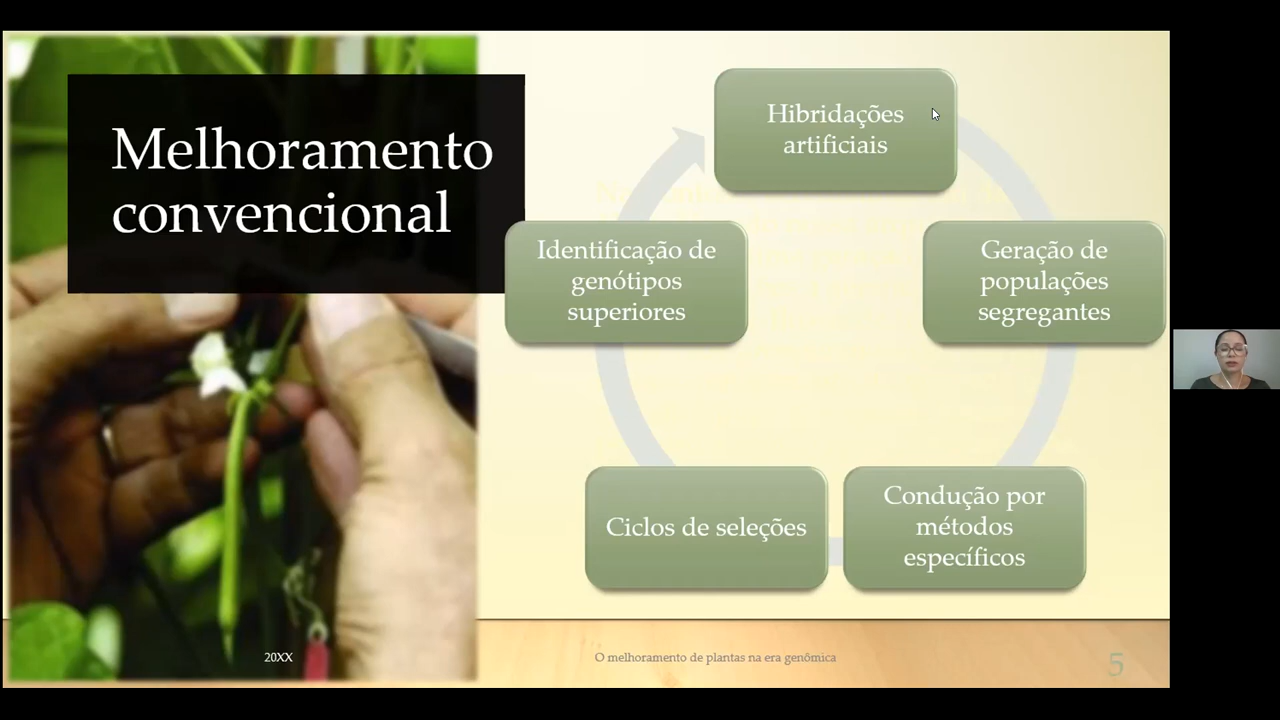 Melhoramento
convencional
Hibridações
artificiais
Geração de
populações
segregantes
Condução por
métodos
específicos
Ciclos de seleções
Identificação de
genótipos
superiores
20XX
O melhoramento de plantas na era genômica
5